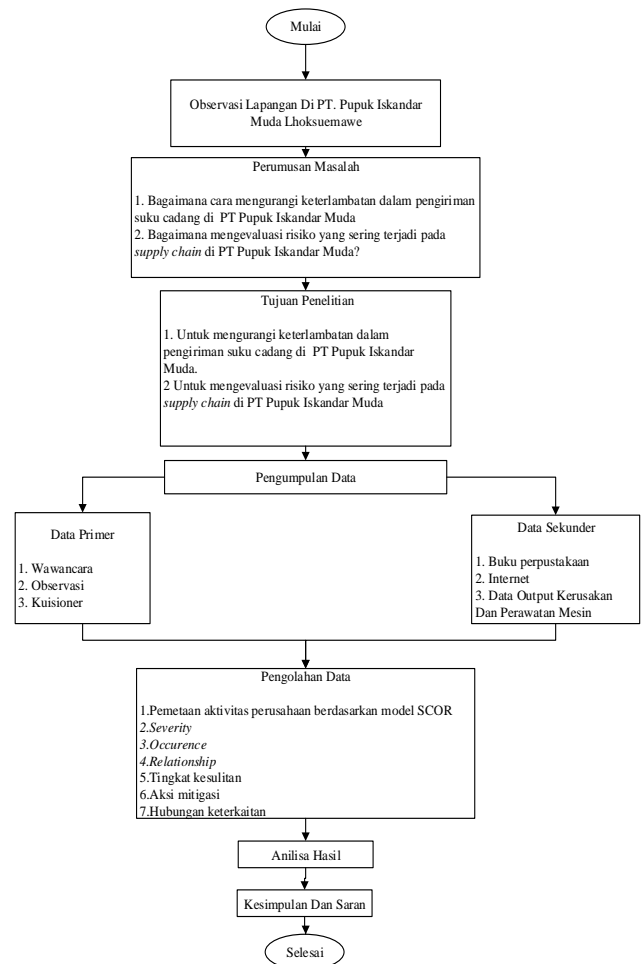 Mulai
Observasi Lapangan Di PT. Pupuk Iskandar
Muda Lhoksuemawe
Perumusan Masalah
1. Bagaimana cara mengurangi keterlambatan dalam pengiriman
suku cadang di PT Pupuk Iskandar Muda
2. Bagaimana mengevaluasi risiko yang sering terjadi pada
supply chain di PT Pupuk Iskandar Muda?
Tujuan Penelitian
1. Untuk mengurangi keterlambatan dalam
pengiriman suku cadang di PT Pupuk Iskandar
Muda.
2 Untuk mengevaluasi risiko yang sering terjadi pada
supply chain di PT Pupuk Iskandar Muda
Pengumpulan Data
Data Primer
1. Wawancara
2. Observasi
3. Kuisioner
Data Sekunder
1. Buku perpustakaan
2. Internet
3. Data Output Kerusakan
Dan Perawatan Mesin
Pengolahan Data
1.Pemetaan aktivitas perusahaan berdasarkan model SCOR
2.Severity
3.Occurence
4.Relationship
5.Tingkat kesulitan
6.Aksi mitigasi
7.Hubungan keterkaitan
Anilisa Hasil
Kesimpulan Dan Saran
Selesai